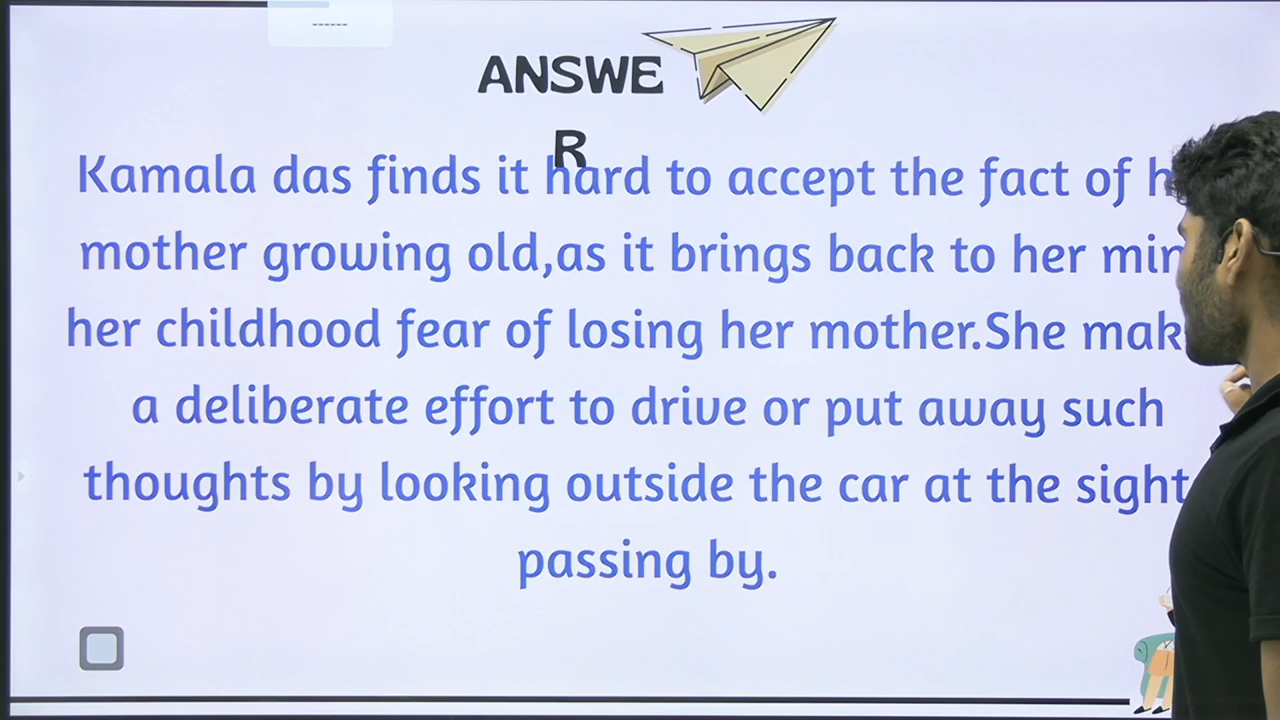 ------
ANSWE
R
Kamala das finds it hard to accept the fact of
mother growing old,as it brings back to her
her childhood fear of losing her mother.She
a deliberate effort to drive or put away such
thoughts by looking outside the car at the
passing by.